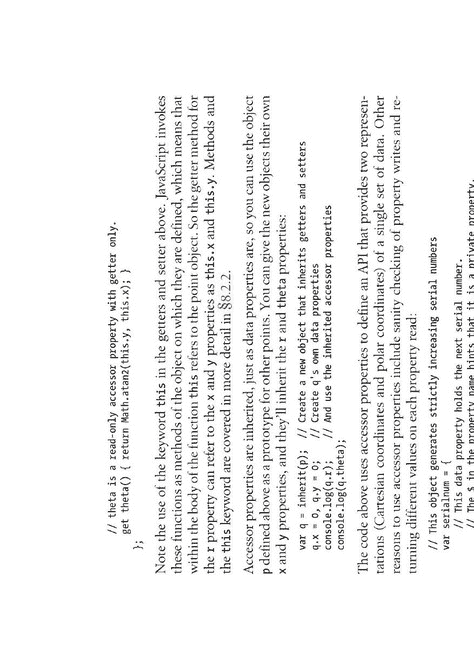 // theta is a read-only accessor property with getter only.
get theta() { return Math.atan2(this.y, this.x); }
};
Note the use of the keyword this in the getters and setter above. JavaScript invokes
these functions as methods of the object on which they are defined, which means that
within the body of the function this refers to the point object. So the getter method for
the r property can refer to the x and y properties as this.x and this.y. Methods and
the this keyword are covered in more detail in §8.2.2.
Accessor properties are inherited, just as data properties are, so you can use the object
p defined above as a prototype for other points. You can give the new objects their own
x and y properties, and they'll inherit the r and theta properties:
var q = inherit(p); // Create a new object that inherits getters and setters
q.x = 0, q.y = 0; // Create q's own data properties
console.log(q.r); // And use the inherited accessor properties
console.log(q.theta);
The code above uses accessor properties to define an API that provides two represen-
tations (Cartesian coordinates and polar coordinates) of a single set of data. Other
reasons to use accessor properties include sanity checking of property writes and re-
turning different values on each property read:
// This object generates strictly increasing serial numbers
var serialnum = {
// This data property holds the next serial number.
// The $ in the property name hints that it is a private property.